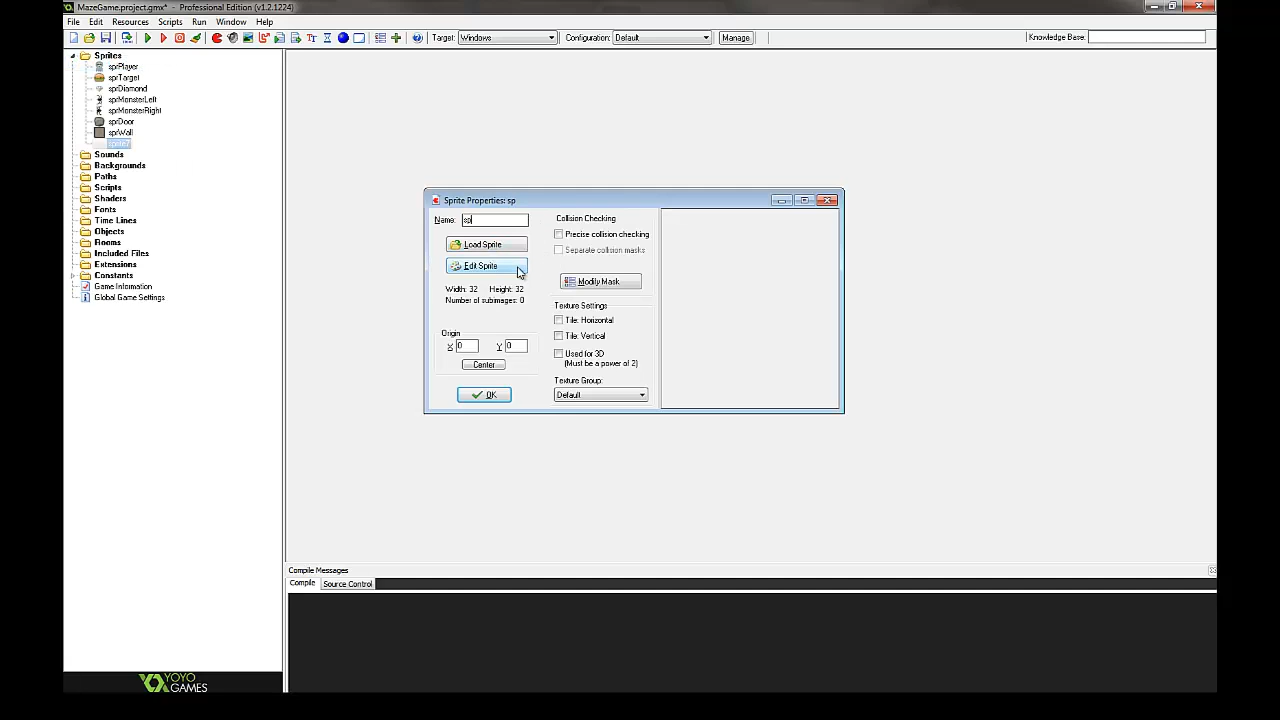 MazeGame.project.gmx* - Professional Edition (v1.2.1224)
File Edit Resources Scripts Run Window Help
Target: Windows Configuration: Default Manage Knowledge Base:
Sprites
sprPlayer
sprTarget
sprDiamond
sprMonsterLeft
sprMonsterRight
sprDoor
sprWall
sprite7
Sounds
Backgrounds
Paths
Scripts
Shaders
Fonts
Time Lines
Objects
Rooms
Included Files
Extensions
Constants
Game Information
Global Game Settings
Sprite Properties: sp
Name: sp
Load Sprite
Edit Sprite
Width: 32 Height: 32
Number of subimages: 0
Origin
X 0 Y 0
Center
OK
Collision Checking
Precise collision checking
Separate collision masks
Modify Mask
Texture Settings
Tile: Horizontal
Tile: Vertical
Used for 3D
(Must be a power of 2)
Texture Group:
Default
Compile Messages
Compile Source Control
YOYO
GAMES